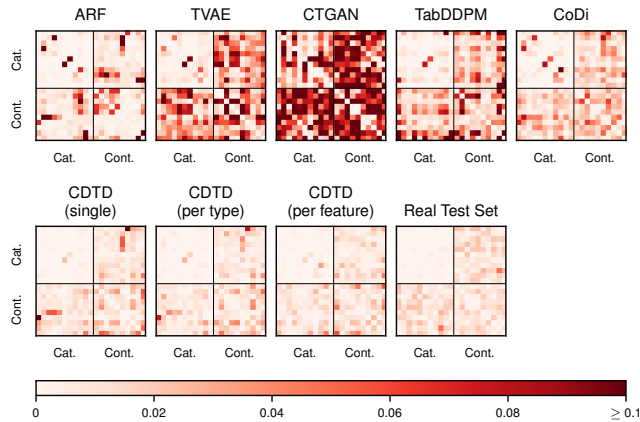 ARF TVAE CTGAN TabDDPM CoDi
Cat.
Cont.
Cat. Cont. Cat. Cont. Cat. Cont. Cat. Cont. Cat. Cont.
CDTD CDTD CDTD
(single) (per type) (per feature) Real Test Set
Cat.
Cont.
Cat. Cont. Cat. Cont. Cat. Cont. Cat. Cont.
0 0.02 0.04 0.06 0.08 ≥ 0.1